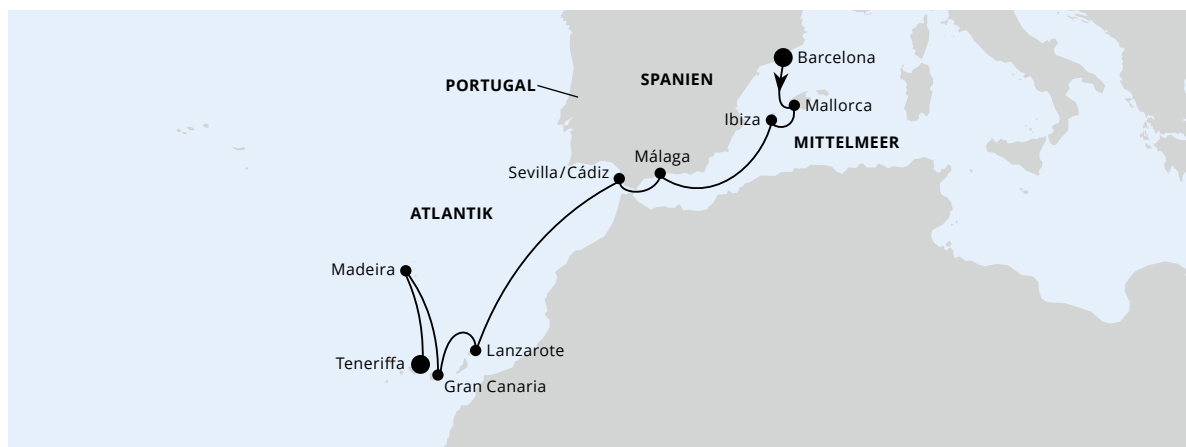 Barcelona
SPANIEN
PORTUGAL
Mallorca
Ibiza
MITTELMEER
Málaga
Sevilla/Cádiz
ATLANTIK
Madeira
Lanzarote
Teneriffa
Gran Canaria